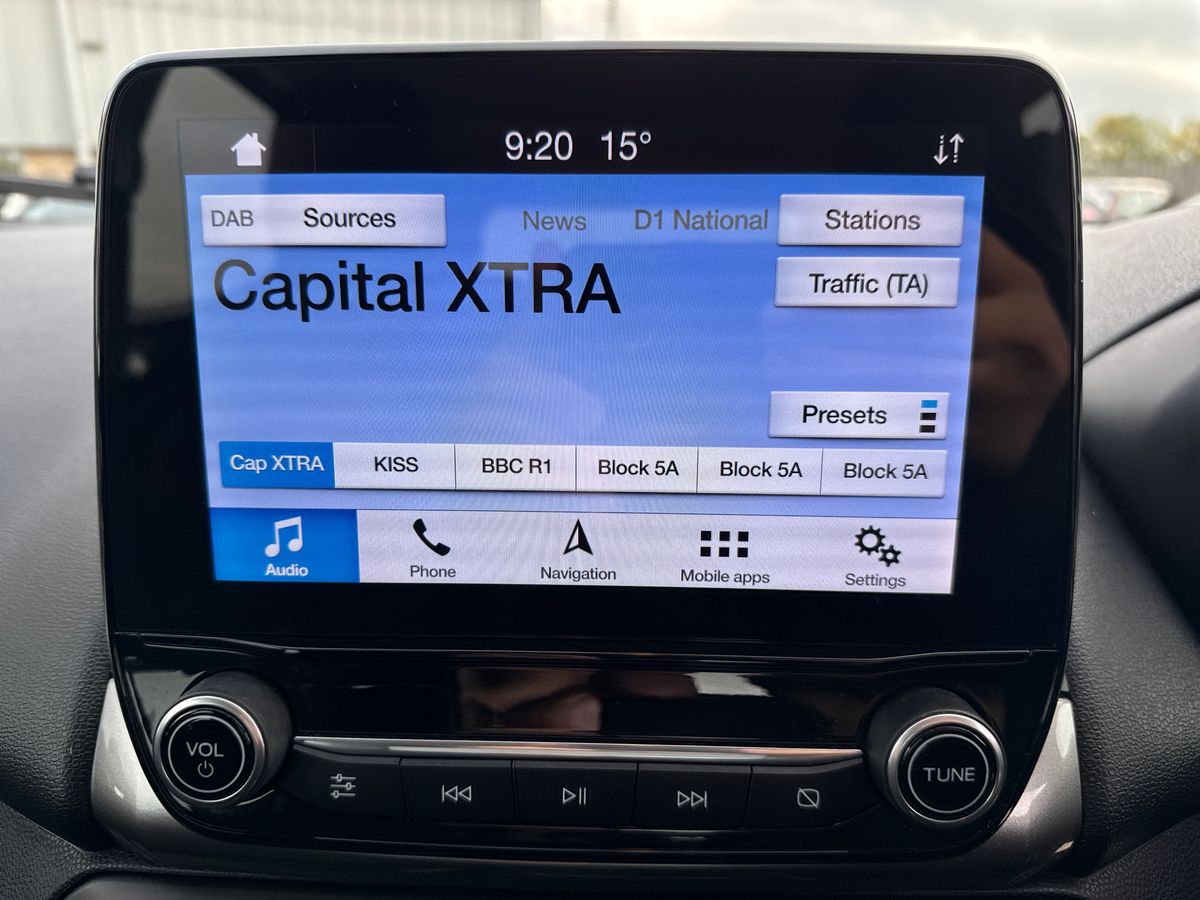 9:20 15°
DAB Sources News D1 National Stations
Capital XTRA
Traffic (TA)
Presets
Cap XTRA KISS BBC R1 Block 5A Block 5A Block 5A
Audio Phone Navigation Mobile apps Settings
VOL
TUNE